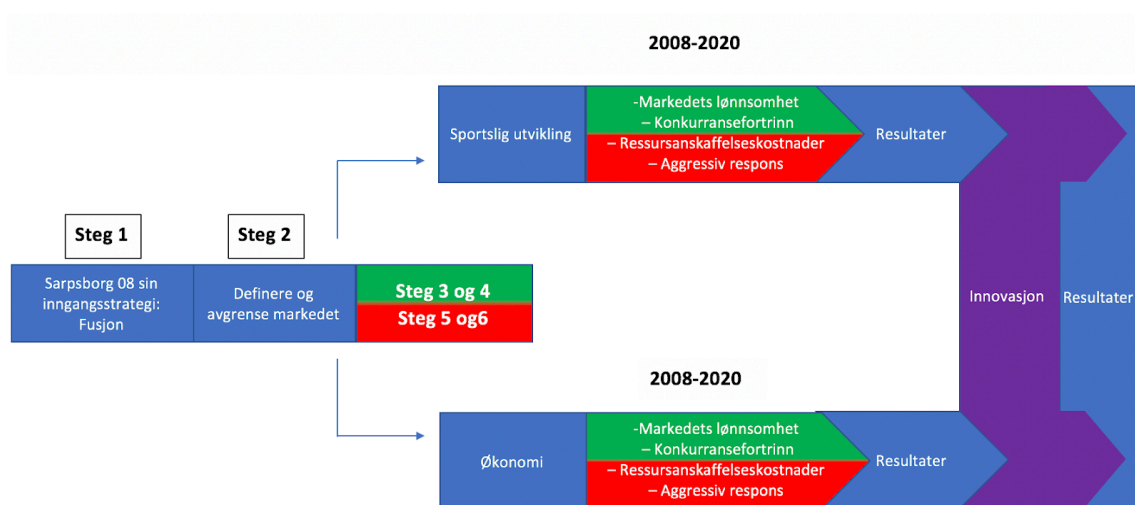 2008-2020
Sportslig utvikling
-Markedets lønnsomhet
– Konkurransefortrinn
– Ressursanskaffelseskostnader
– Aggressiv respons
Resultater
Steg 1
Steg 2
Sarpsborg 08 sin
inngangsstrategi:
Fusjon
Definere og
avgrense markedet
Steg 3 og 4
Steg 5 og6
Innovasjon
Resultater
2008-2020
Økonomi
-Markedets lønnsomhet
– Konkurransefortrinn
– Ressursanskaffelseskostnader
– Aggressiv respons
Resultater